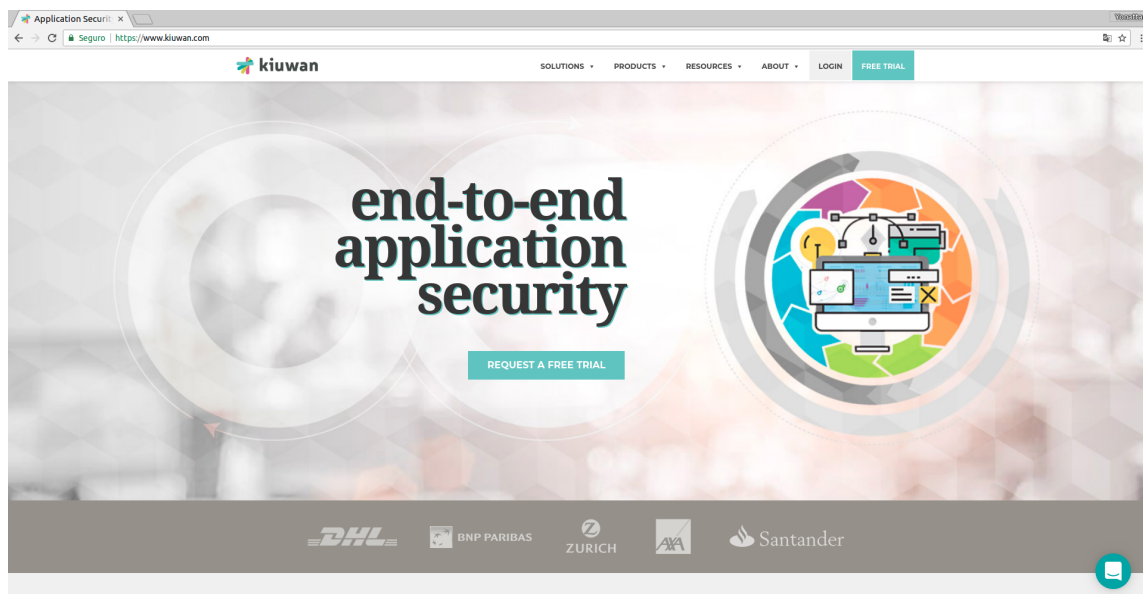 Application Securit
Seguro | https://www.kiuwan.com
kiuwan
SOLUTIONS
PRODUCTS
RESOURCES
ABOUT
LOGIN
FREE TRIAL
end-to-end
application
security
REQUEST A FREE TRIAL
DHL
BNP PARIBAS
ZURICH
AXA
Santander